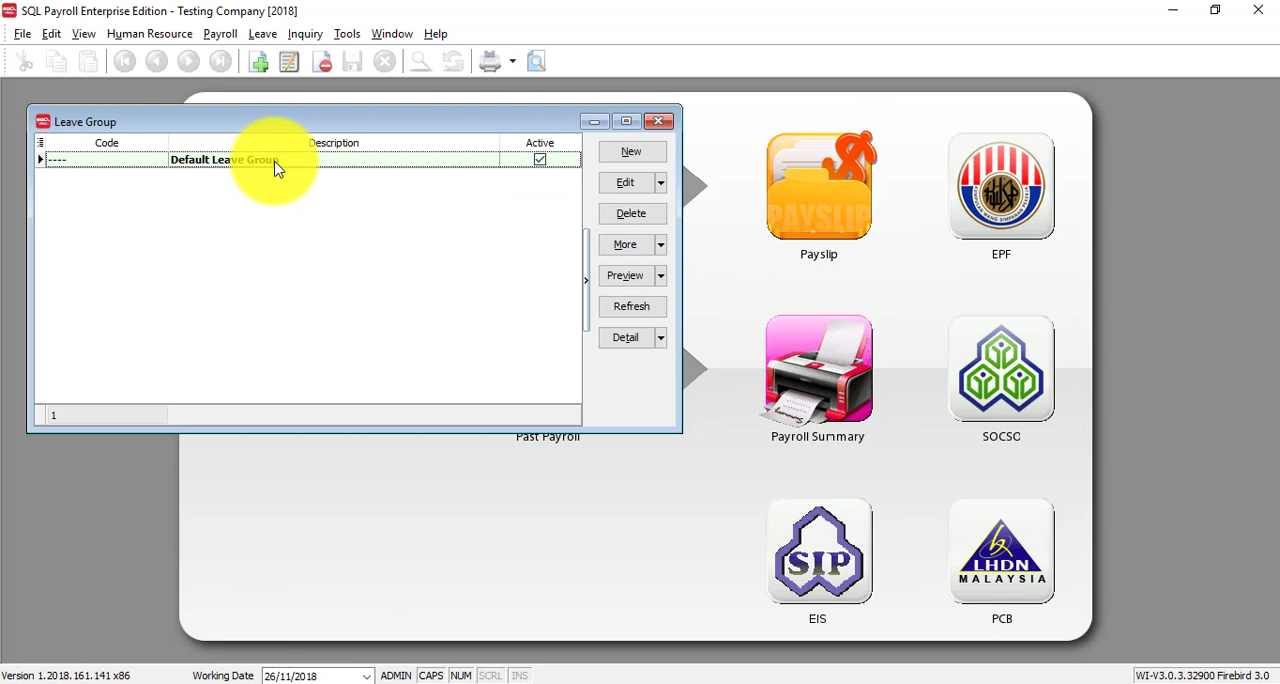 SQL Payroll Enterprise Edition - Testing Company [2018]
File Edit View Human Resource Payroll Leave Inquiry Tools Window Help
Leave Group
Code Description Active
---- Default Leave Group
New
Edit
Delete
More
Preview
Refresh
Detail
1
PAYSLIP
Payslip
EPF
Past Payroll
Payroll Summary
SOCSO
SIP
LHDN
MALAYSIA
EIS
PCB
Version 1.2018.161.141 x86 Working Date 26/11/2018 ADMIN CAPS NUM SCRL INS WI-V3.0.3.32900 Firebird 3.0